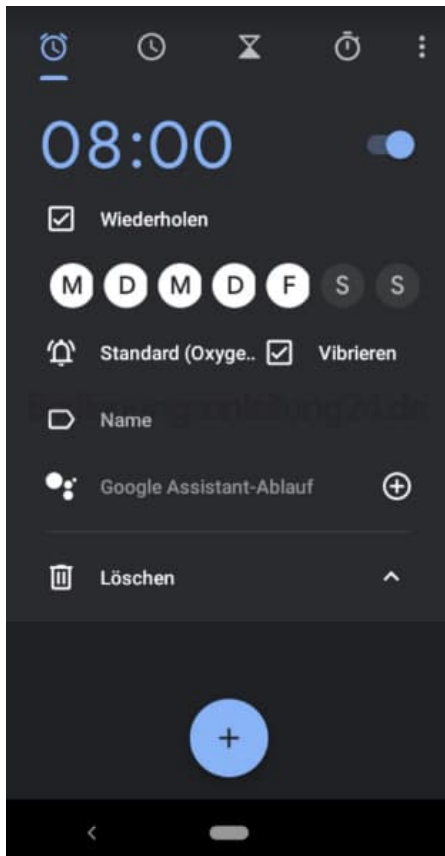 08:00
Wiederholen
M D M D F S S
Standard (Oxyge.. Vibrieren
Name
Google Assistant-Ablauf
Löschen